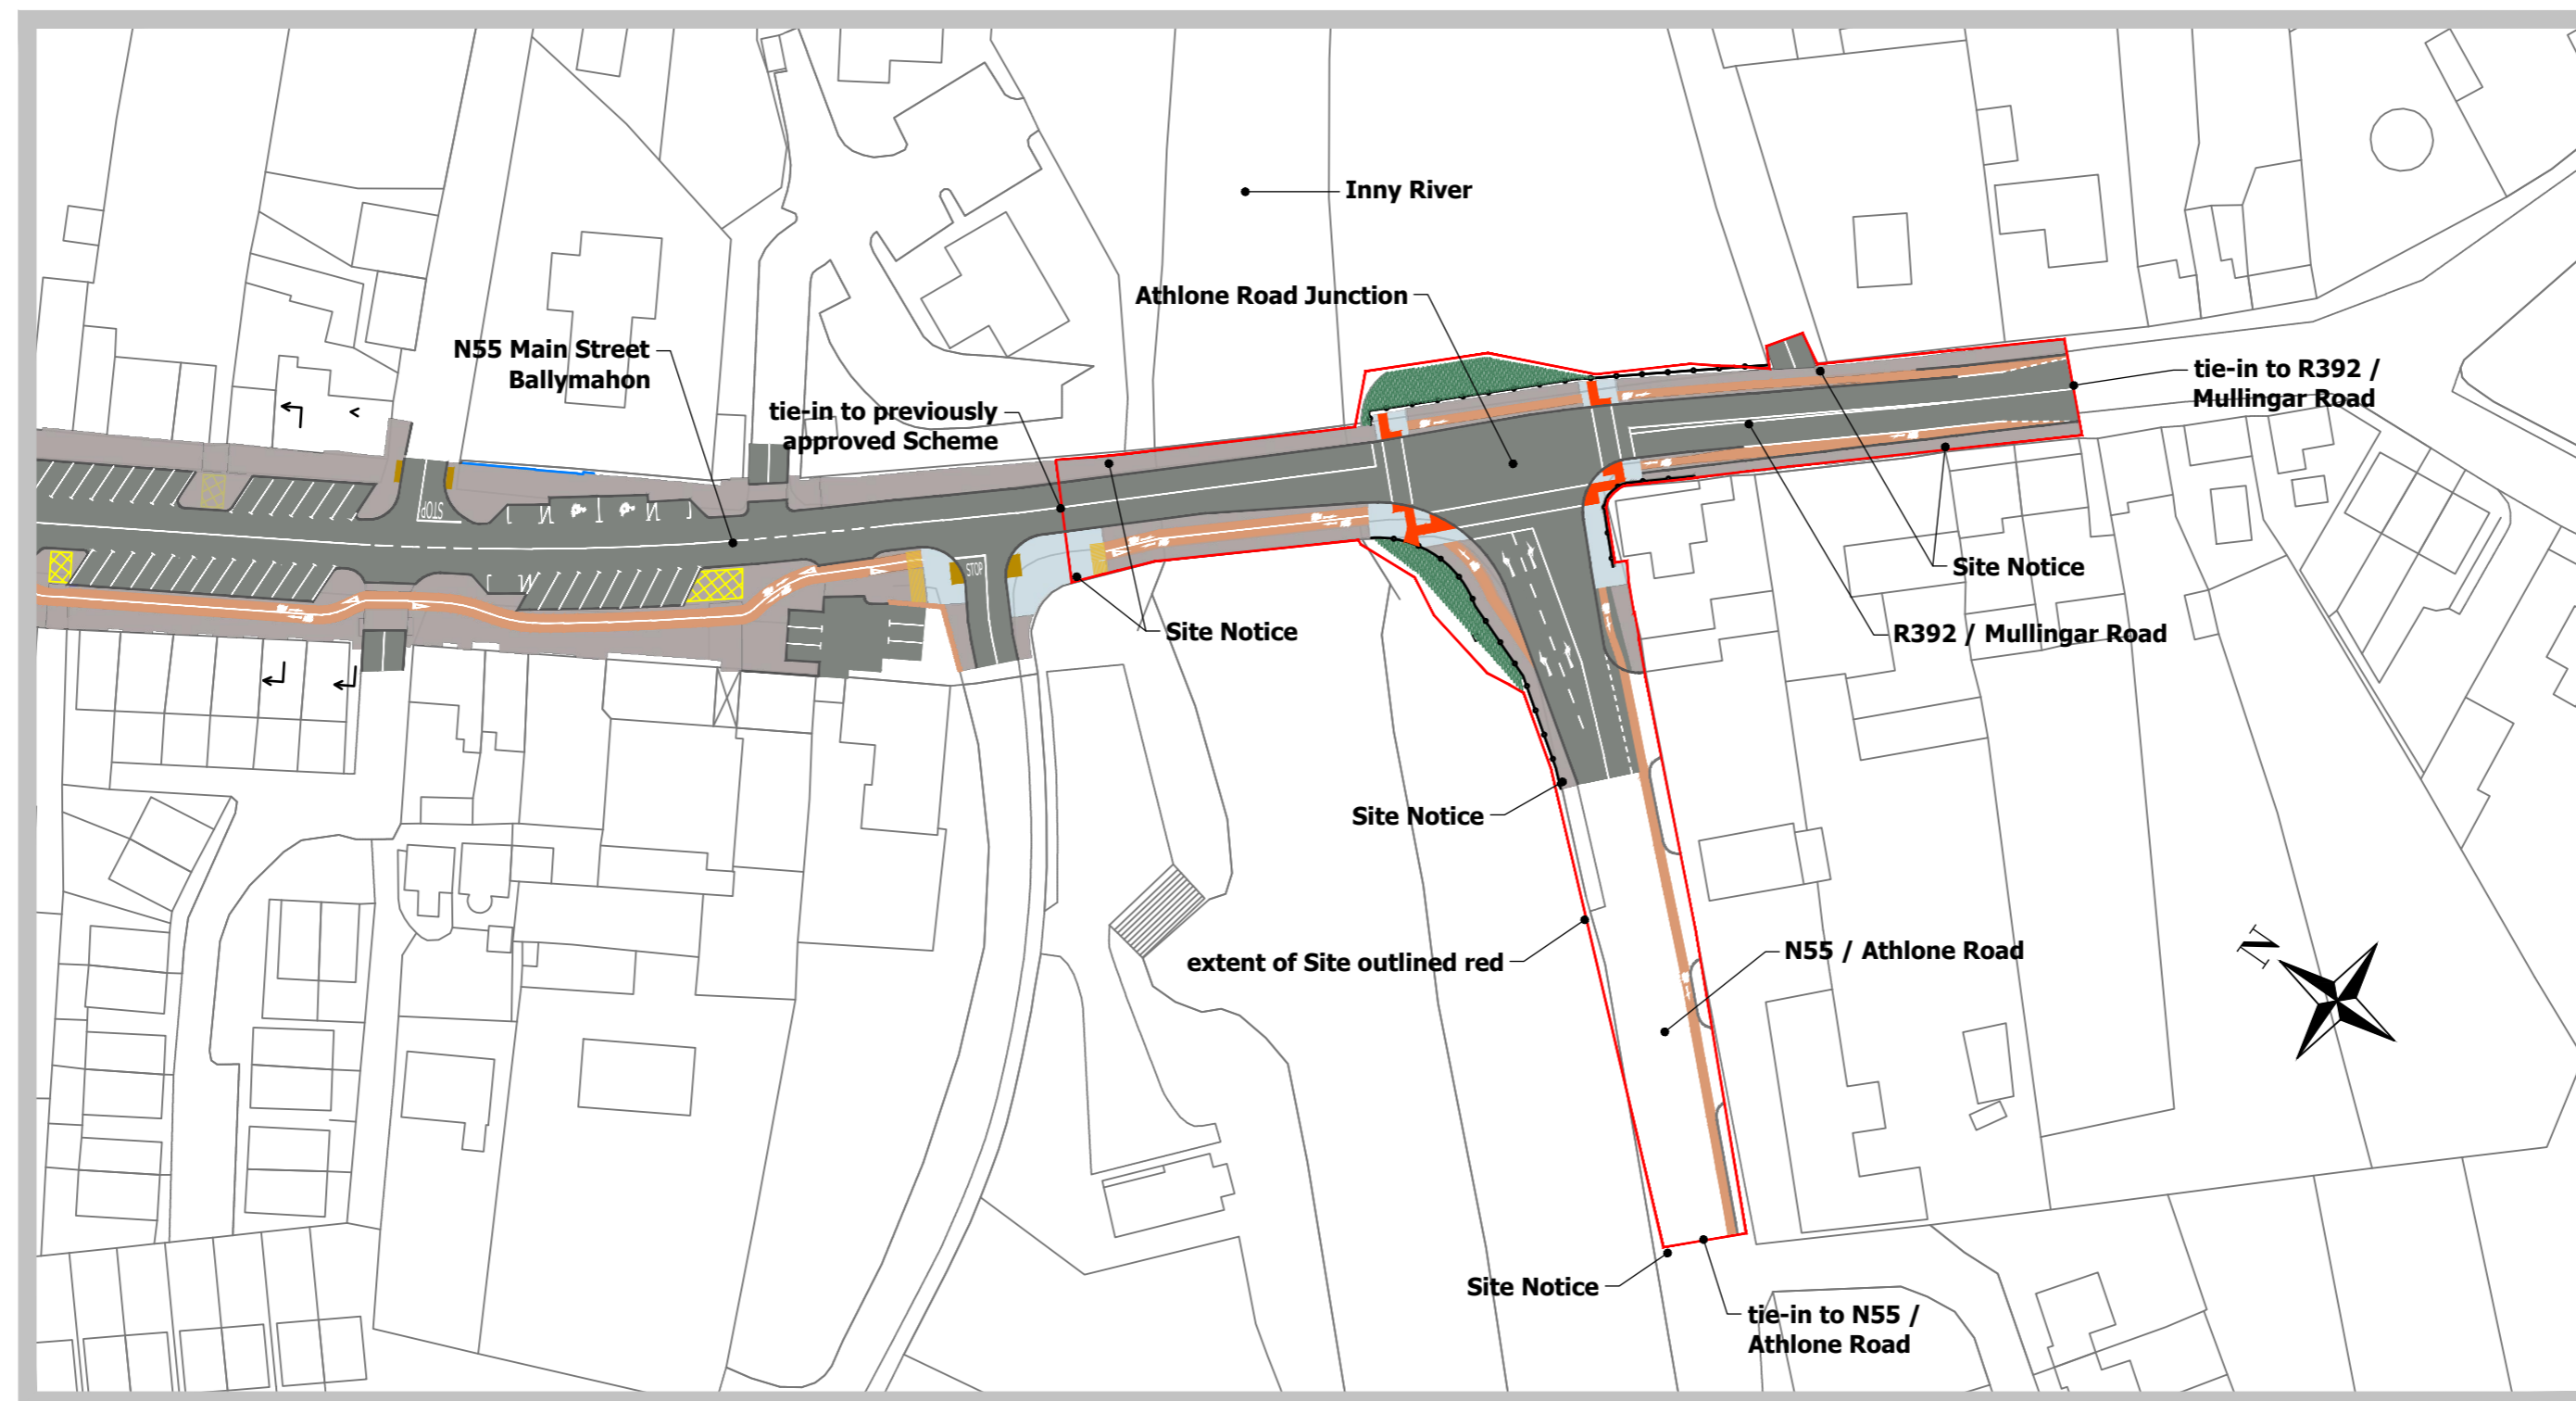 Inny River
Athlone Road Junction
N55 Main Street
Ballymahon
tie-in to previously
approved Scheme
tie-in to R392 /
Mullingar Road
STOP
STOP
Site Notice
Site Notice
R392 / Mullingar Road
Site Notice
extent of Site outlined red
N55 / Athlone Road
N
Site Notice
tie-in to N55 /
Athlone Road